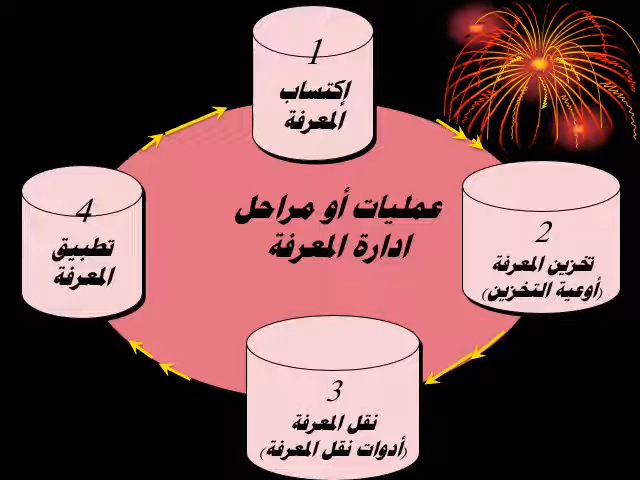 عمليات أو مراحل
ادارة المعرفة
1
إكتساب
المعرفة
2
تخزين المعرفة
(أوعية التخزين)
3
نقل المعرفة
(أدوات نقل المعرفة)
4
تطبيق
المعرفة